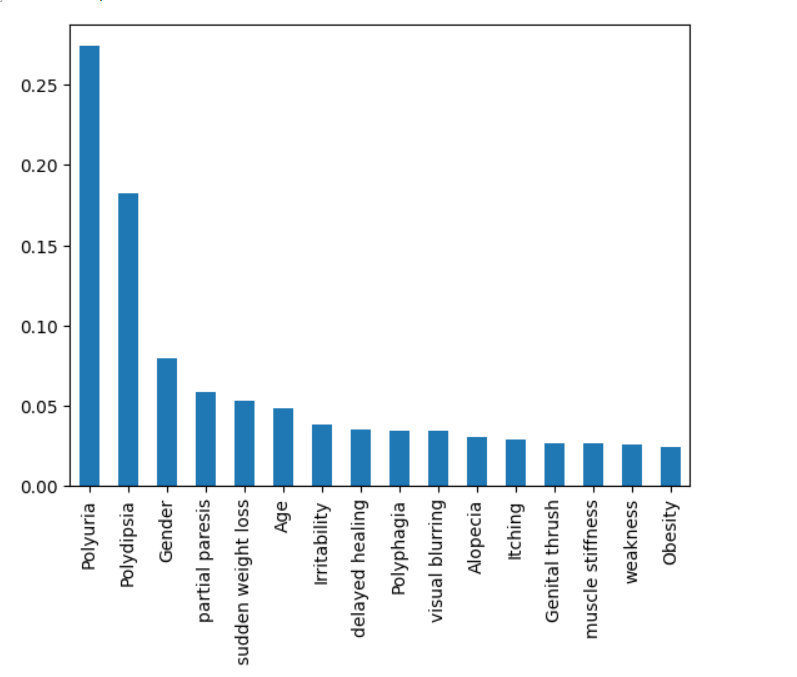 0.25
0.20
0.15
0.10
0.05
0.00
Polyuria
Polydipsia
Gender
partial paresis
sudden weight loss
Age
Irritability
delayed healing
Polyphagia
visual blurring
Alopecia
Itching
Genital thrush
muscle stiffness
weakness
Obesity